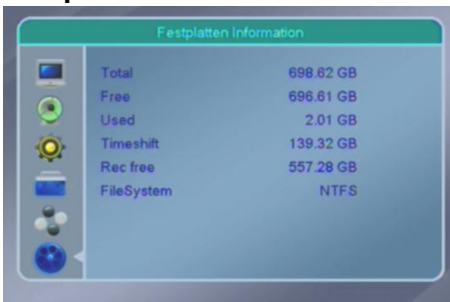 Festplatten Information
Total 698.62 GB
Free 696.61 GB
Used 2.01 GB
Timeshift 139.32 GB
Rec free 557.28 GB
FileSystem NTFS